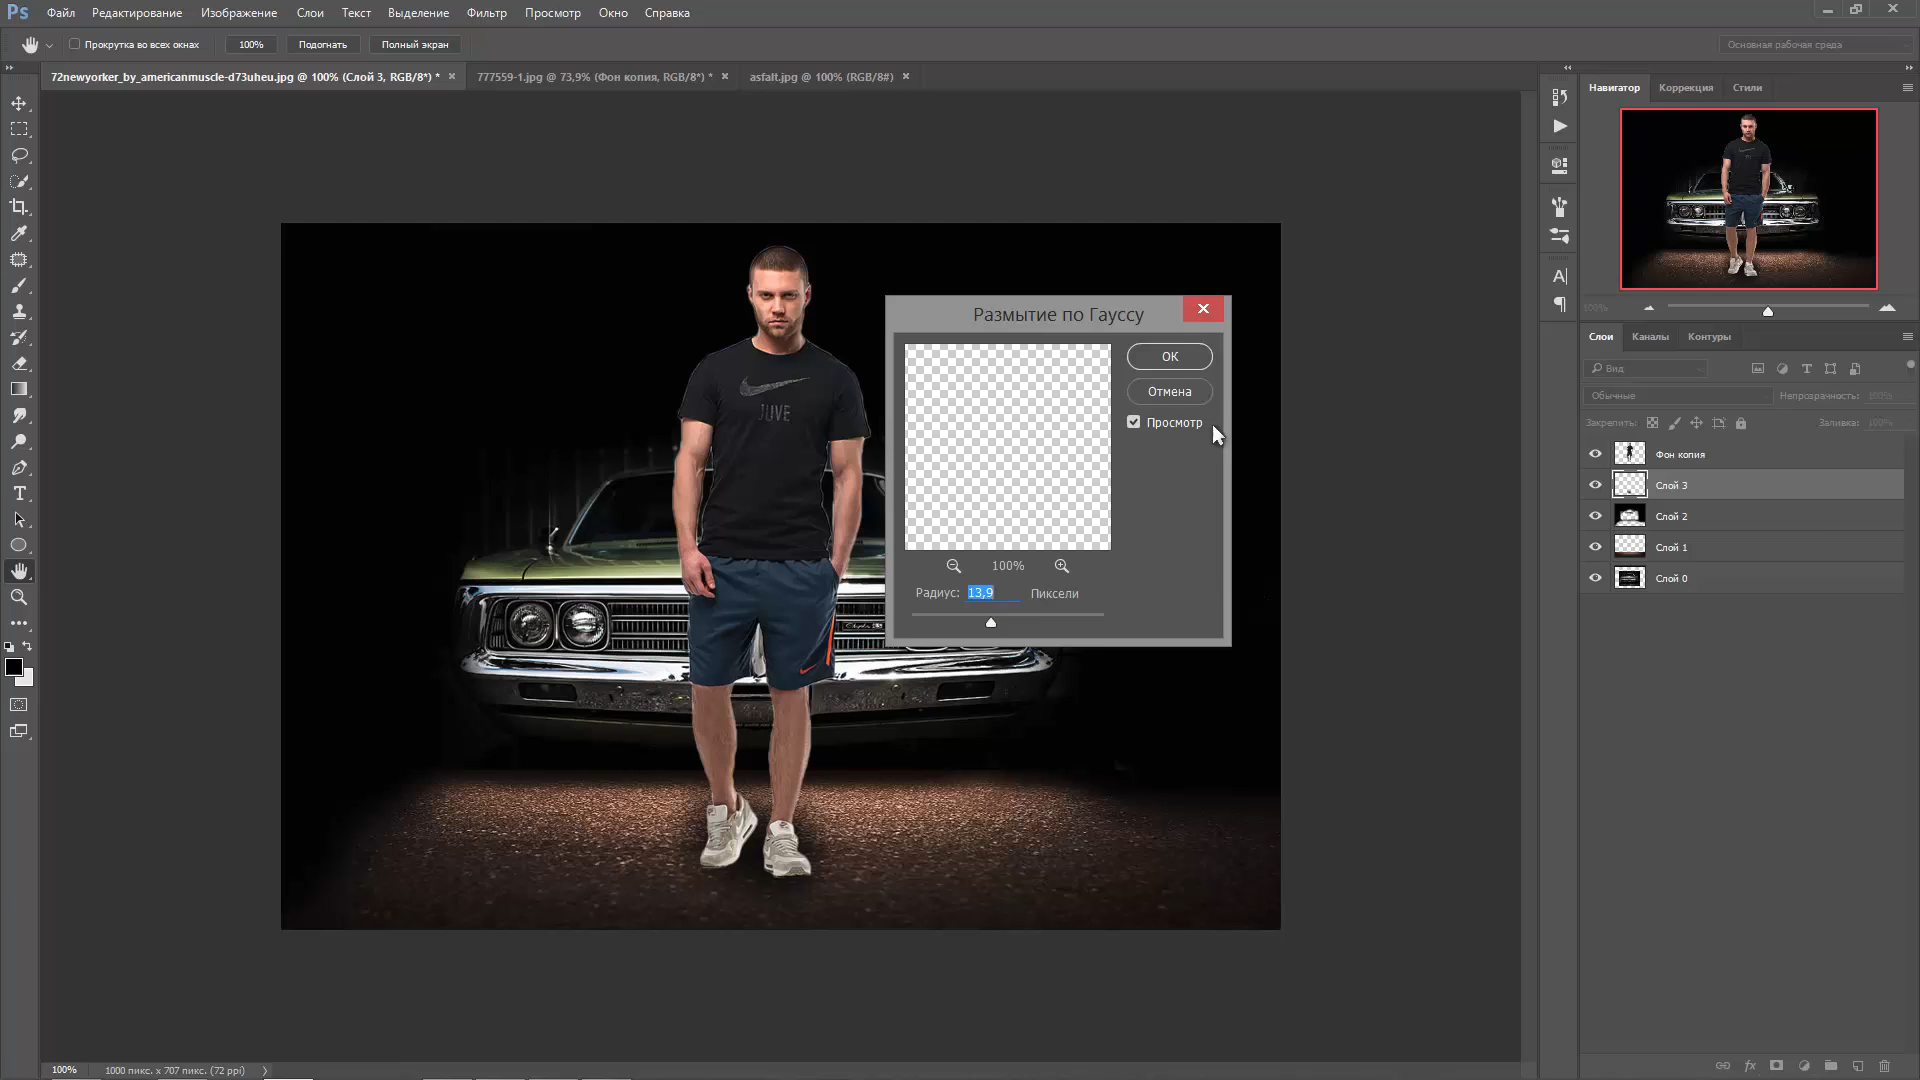 Ps Файл Редактирование Изображение Слои Текст Выделение Фильтр Просмотр Окно Справка
Прокрутка во всех окнах 100% Подогнать Полный экран Основная рабочая среда
72newyorker_by_americanmuscle-d73uheu.jpg @ 100% (Слой 3, RGB/8*) * × 777559-1.jpg @ 73,9% (Фон копия, RGB/8*) * × asfalt.jpg @ 100% (RGB/8#) ×
Навигатор Коррекция Стили
100%
Слои Каналы Контуры
Вид
Обычные Непрозрачность: 100%
Закрепить: Заливка: 100%
Фон копия
Слой 3
Слой 2
Слой 1
Слой 0
Размытие по Гауссу
OK
Отмена
Просмотр
100%
Радиус: 13,9 Пиксели
JUVE
100% 1000 пикс. x 707 пикс. (72 ppi)